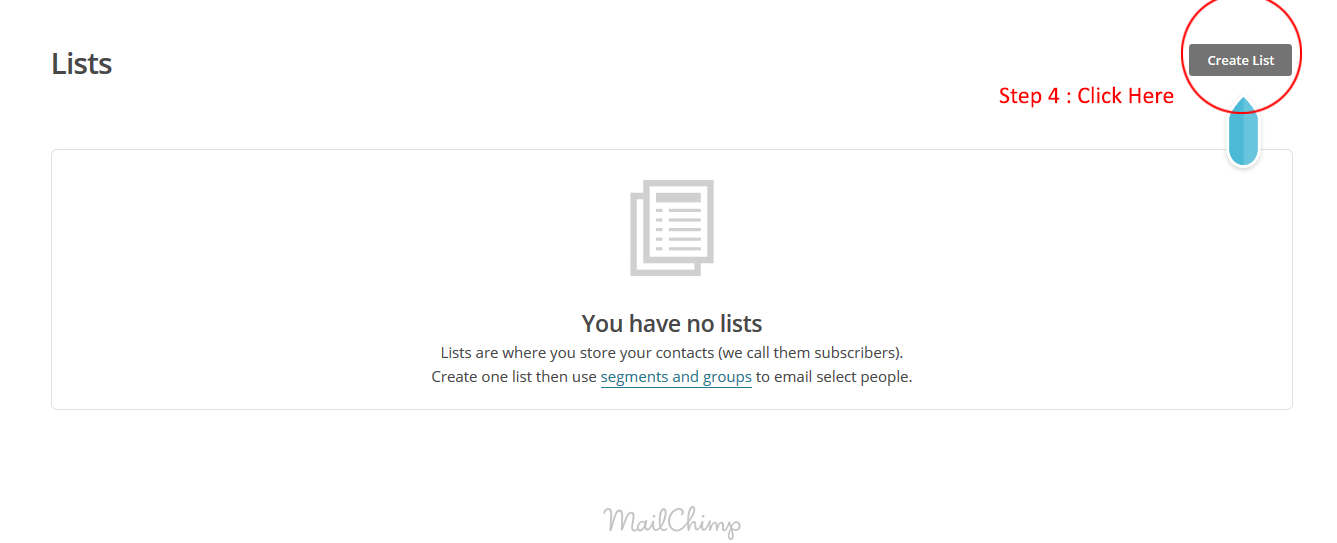 Lists
Create List
Step 4 : Click Here
You have no lists
Lists are where you store your contacts (we call them subscribers).
Create one list then use segments and groups to email select people.
MailChimp